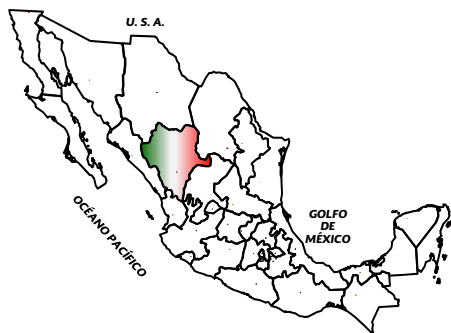 U. S. A.
OCÉANO PACÍFICO
GOLFO
DE
MÉXICO